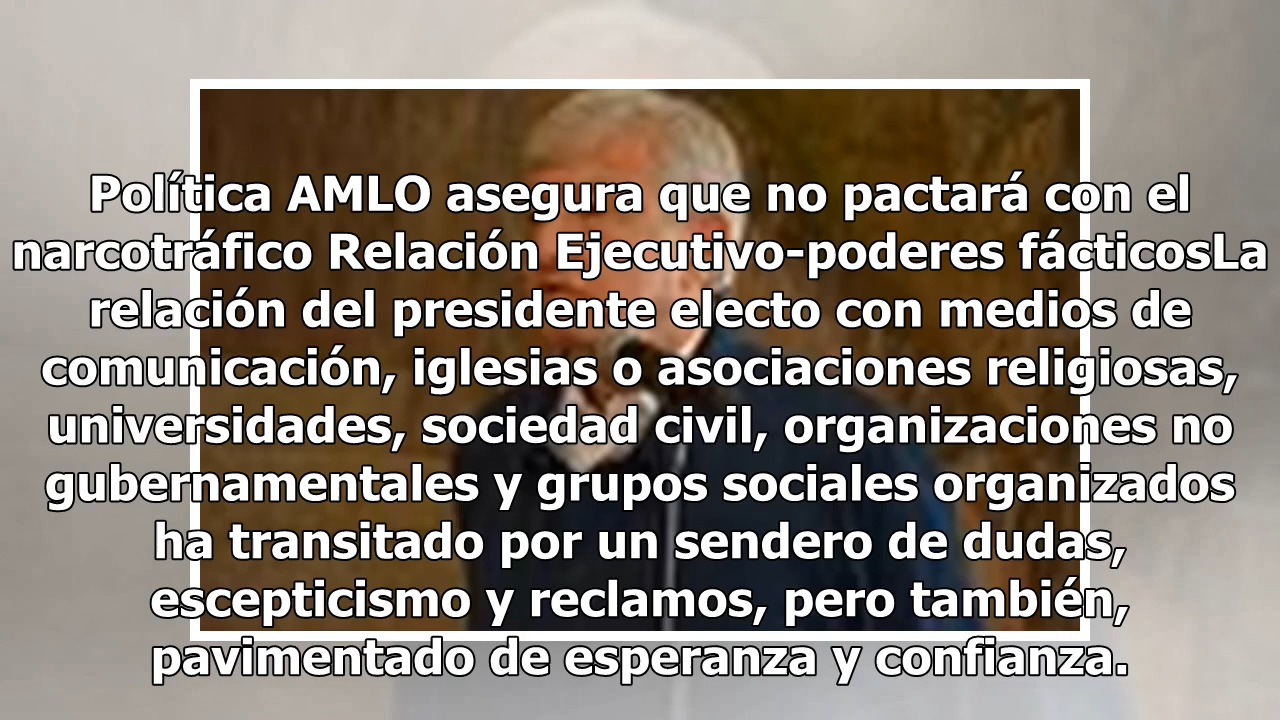 Política AMLO asegura que no pactará con el
narcotráfico Relación Ejecutivo-poderes fácticosLa
relación del presidente electo con medios de
comunicación, iglesias o asociaciones religiosas,
universidades, sociedad civil, organizaciones no
gubernamentales y grupos sociales organizados
ha transitado por un sendero de dudas,
escepticismo y reclamos, pero también,
pavimentado de esperanza y confianza.